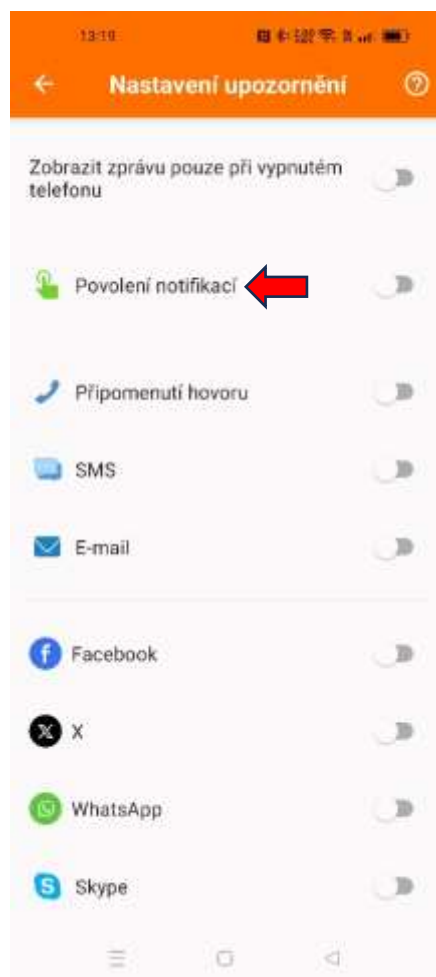 13:19
Nastavení upozornění
Zobrazit zprávu pouze při vypnutém
telefonu
Povolení notifikací
Připomenutí hovoru
SMS
E-mail
Facebook
X
WhatsApp
Skype